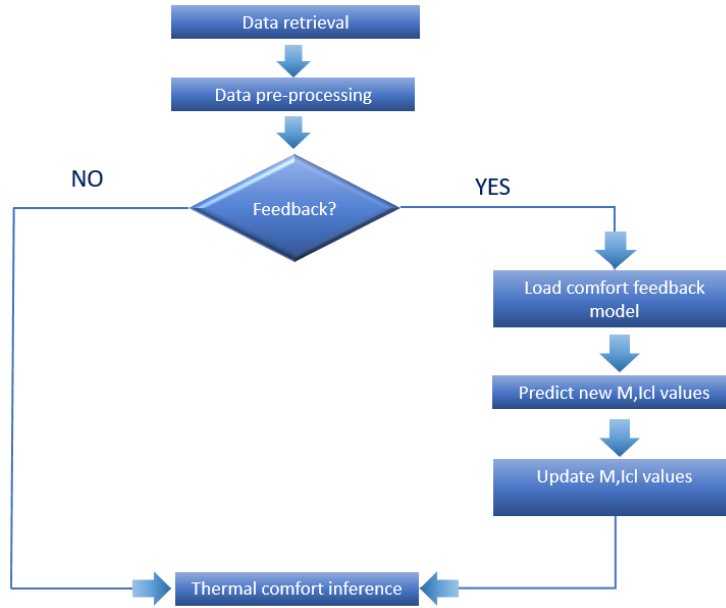 Data retrieval
Data pre-processing
NO
Feedback?
YES
Load comfort feedback
model
Predict new M,Icl values
Update M,Icl values
Thermal comfort inference